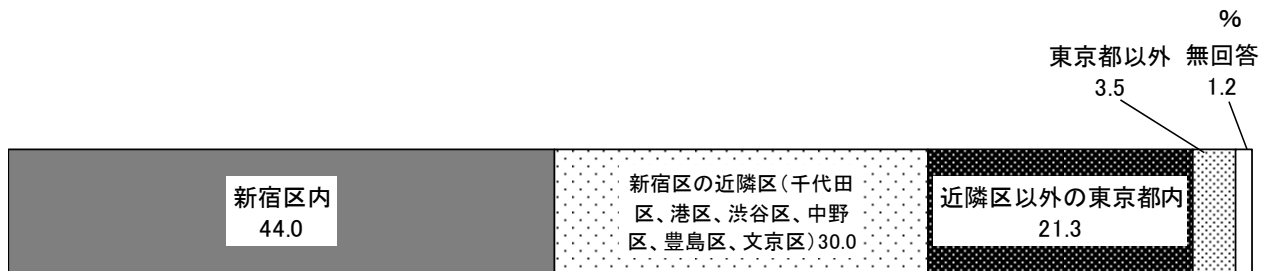 %
東京都以外 無回答
3.5 1.2
新宿区内
44.0
新宿区の近隣区(千代田
区、港区、渋谷区、中野
区、豊島区、文京区)30.0
近隣区以外の東京都内
21.3